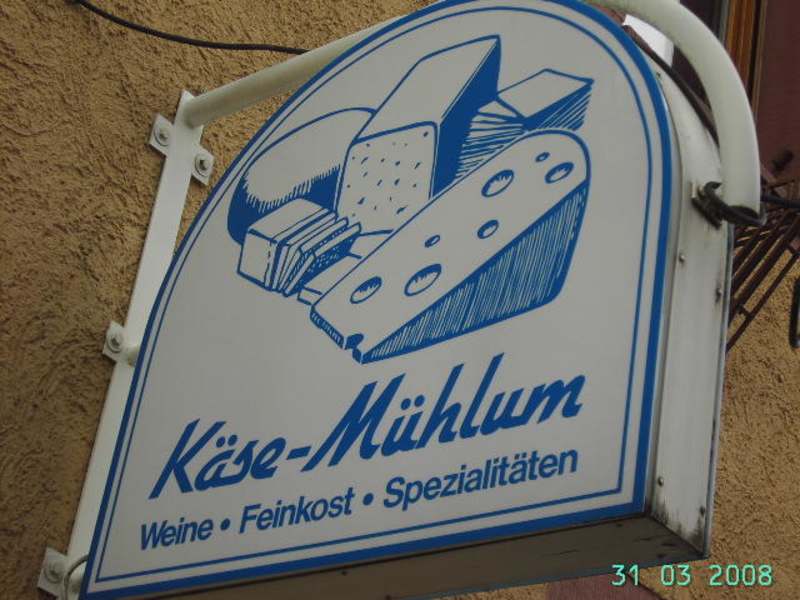 Käse-Mühlum
Weine • Feinkost • Spezialitäten
31 03 2008